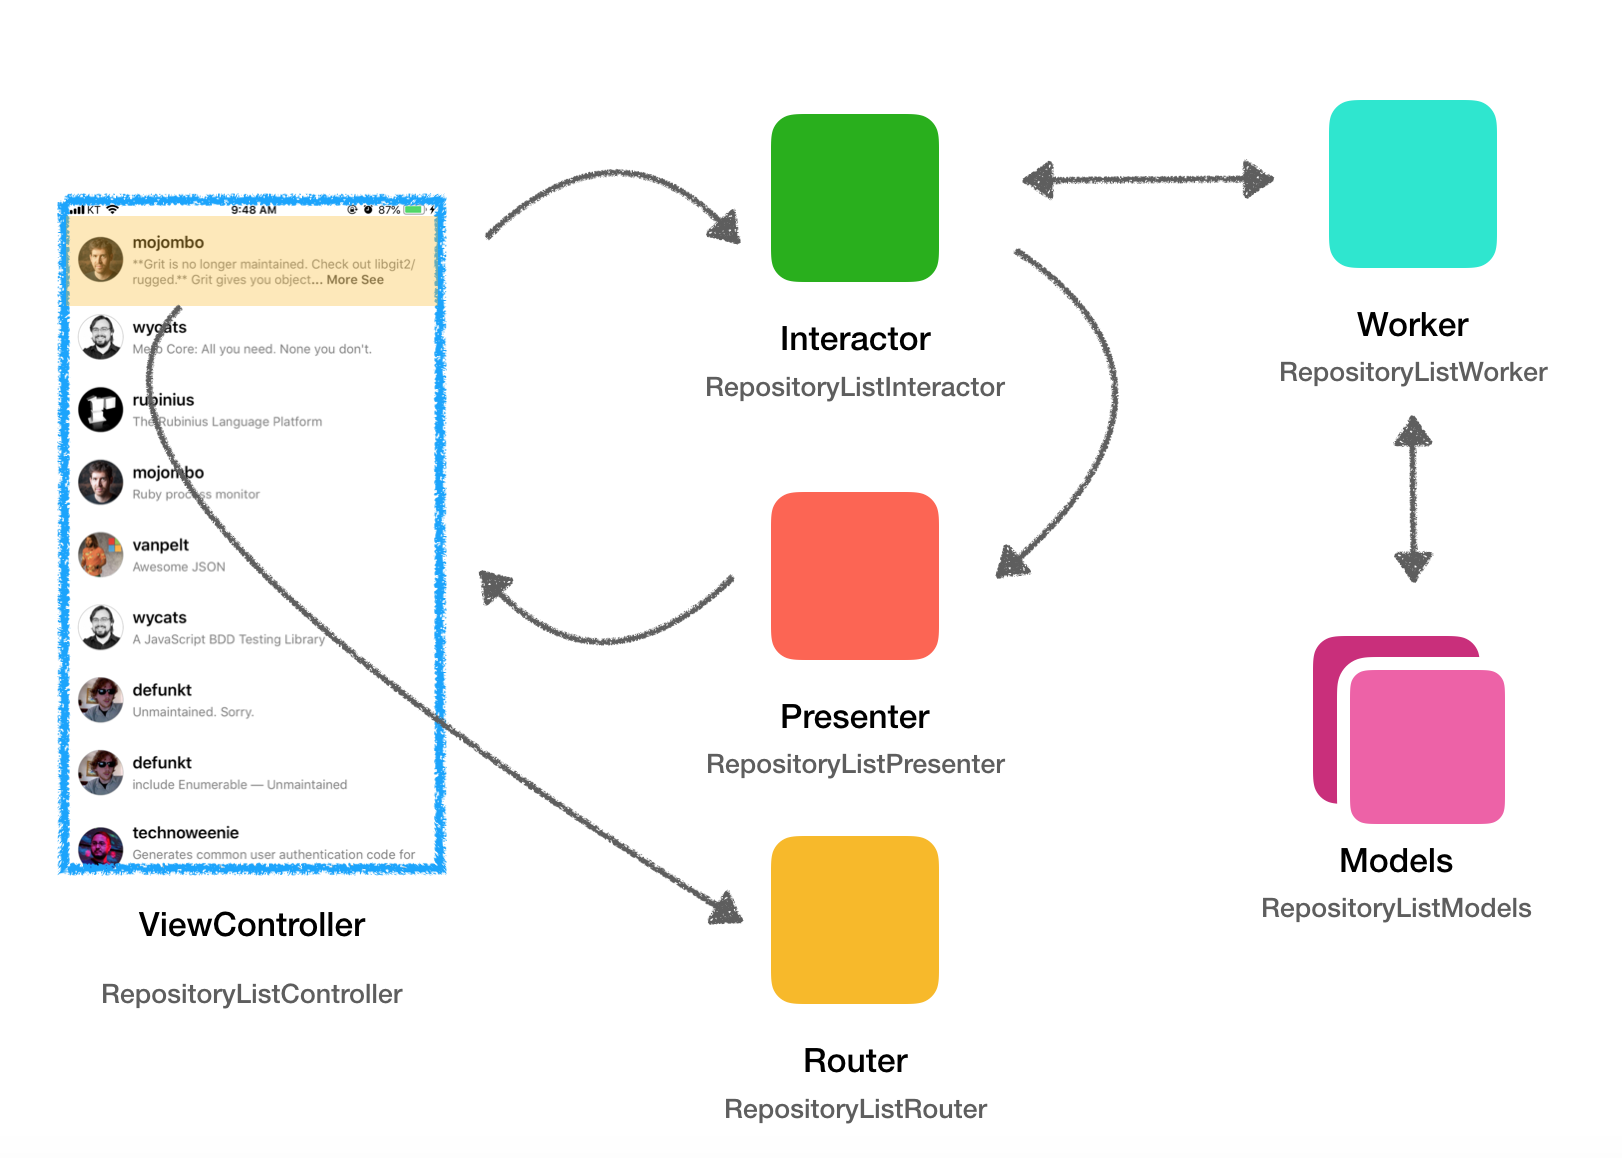 KT 9:48 AM 87%
mojombo
**Grit is no longer maintained. Check out libgit2/
rugged.** Grit gives you object... More See
wycats
Merb Core: All you need. None you don't.
rubinius
The Rubinius Language Platform
mojombo
Ruby process monitor
vanpelt
Awesome JSON
wycats
A JavaScript BDD Testing Library
defunkt
Unmaintained. Sorry.
defunkt
include Enumerable — Unmaintained
technoweenie
Generates common user authentication code for
ViewController
RepositoryListController
Interactor
RepositoryListInteractor
Presenter
RepositoryListPresenter
Router
RepositoryListRouter
Worker
RepositoryListWorker
Models
RepositoryListModels